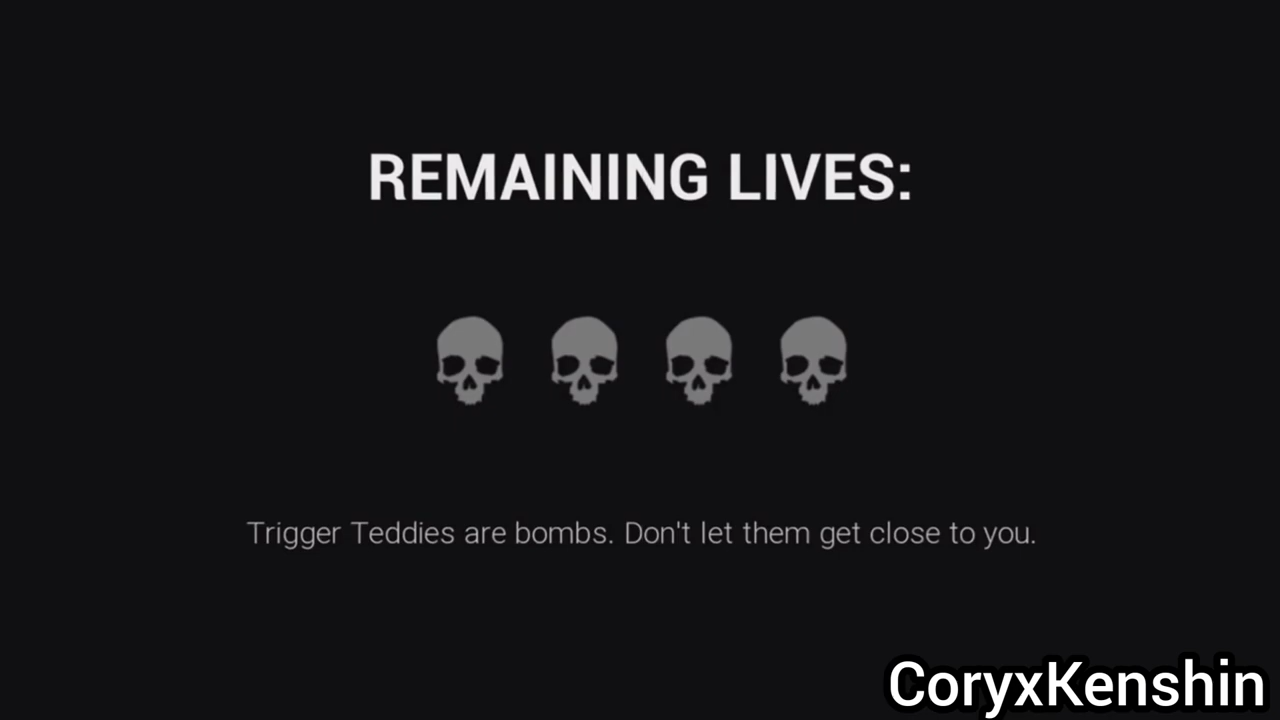 REMAINING LIVES:
Trigger Teddies are bombs. Don't let them get close to you.
CoryxKenshin